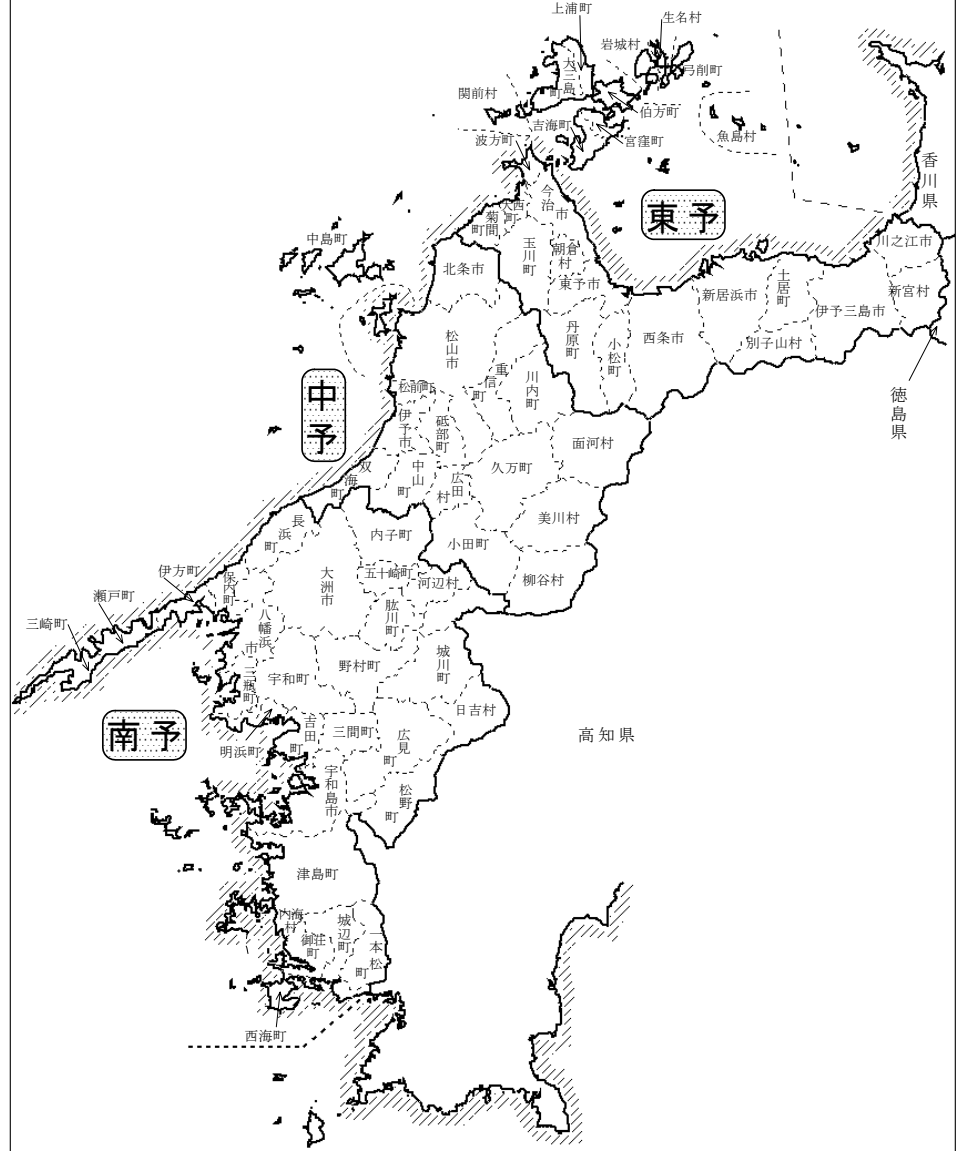 上浦町
生名村
岩城村
大三島町
弓削町
関前村
伯方町
吉海町
宮窪町
魚島村
波方町
香川県
今治市
大西町
菊間町
東予
中島町
玉川町
朝倉村
川之江市
北条市
東予市
土居町
新居浜市
新宮村
伊予三島市
丹原町
小松町
西条市
別子山村
松山市
重信町
川内町
松前町
中予
徳島県
伊予市
砥部町
面河村
双海町
中山町
広田村
久万町
長浜町
内子町
美川村
小田町
伊方町
保内町
大洲市
五十崎町
河辺村
柳谷村
瀬戸町
肱川町
三崎町
八幡浜市
城川町
三瓶町
宇和町
野村町
日吉村
南予
明浜町
吉田町
三間町
広見町
高知県
宇和島市
松野町
津島町
内海村
城辺町
御荘町
一本松町
西海町